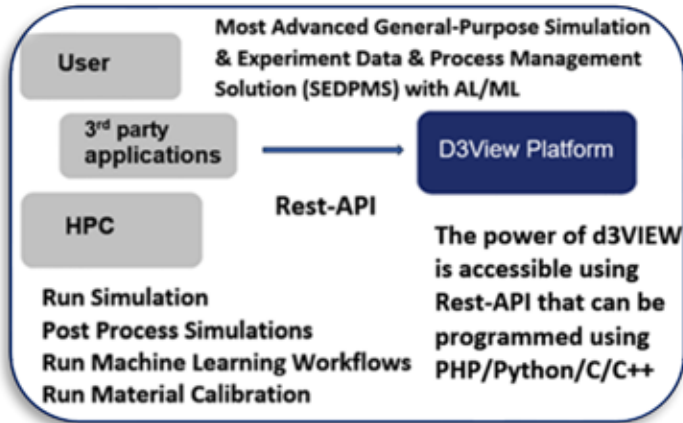 Most Advanced General-Purpose Simulation
& Experiment Data & Process Management
Solution (SEDPMS) with AL/ML
User
3rd party
applications
D3View Platform
Rest-API
HPC
Run Simulation
Post Process Simulations
Run Machine Learning Workflows
Run Material Calibration
The power of d3VIEW
is accessible using
Rest-API that can be
programmed using
PHP/Python/C/C++